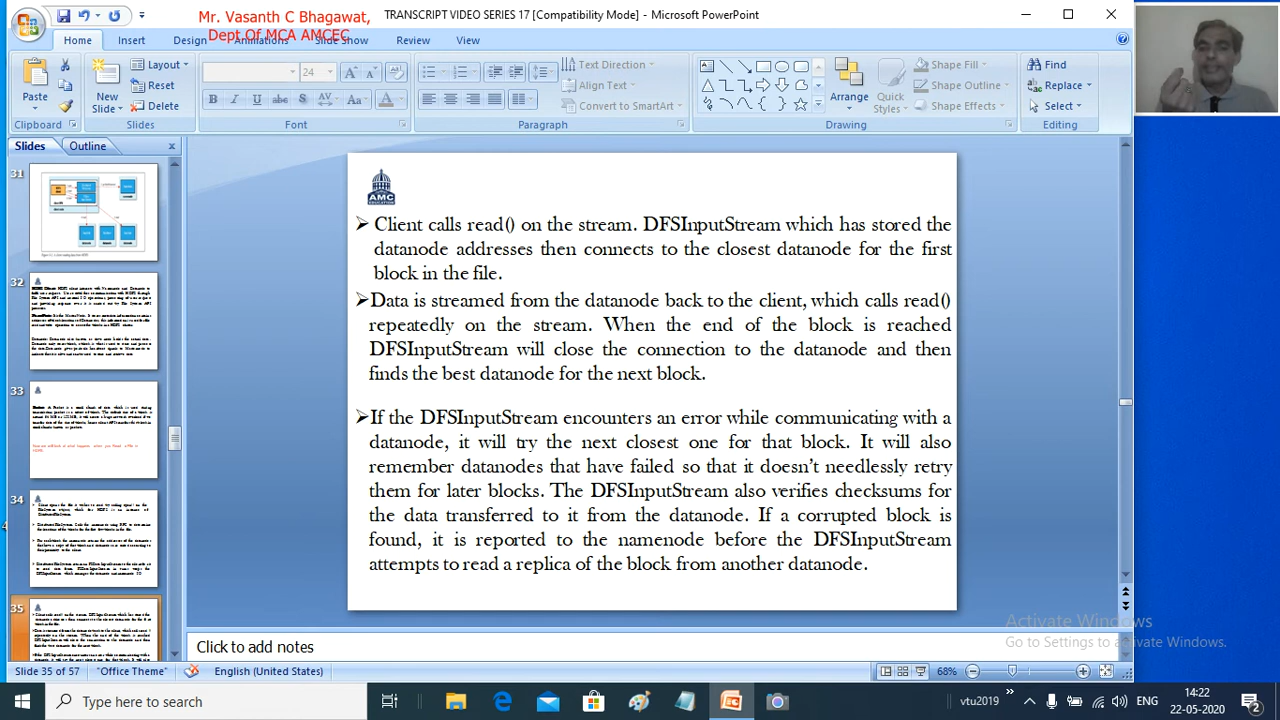 Mr. Vasanth C Bhagawat,
Dept Of MCA AMCEC
TRANSCRIPT VIDEO SERIES 17 [Compatibility Mode] - Microsoft PowerPoint
Home Insert Design Animations Slide Show Review View
Paste
New Slide
Layout
Reset
Delete
24
B I U abc S AV Aa A
Text Direction
Align Text
Convert to SmartArt
Arrange
Quick Styles
Shape Fill
Shape Outline
Shape Effects
Find
Replace
Select
Clipboard Slides Font Paragraph Drawing Editing
Slides Outline
31
32
33
34
35
AMC
EDUCATION
➢ Client calls read() on the stream. DFSInputStream which has stored the
datanode addresses then connects to the closest datanode for the first
block in the file.
➢Data is streamed from the datanode back to the client, which calls read()
repeatedly on the stream. When the end of the block is reached
DFSInputStream will close the connection to the datanode and then
finds the best datanode for the next block.
➢If the DFSInputStream encounters an error while communicating with a
datanode, it will try the next closest one for that block. It will also
remember datanodes that have failed so that it doesn't needlessly retry
them for later blocks. The DFSInputStream also verifies checksums for
the data transferred to it from the datanode. If a corrupted block is
found, it is reported to the namenode before the DFSInputStream
attempts to read a replica of the block from another datanode.
Activate Windows
Go to Settings to activate Windows.
Click to add notes
Slide 35 of 57 "Office Theme" English (United States) 68%
Type here to search
vtu2019 ENG
14:22
22-05-2020
2